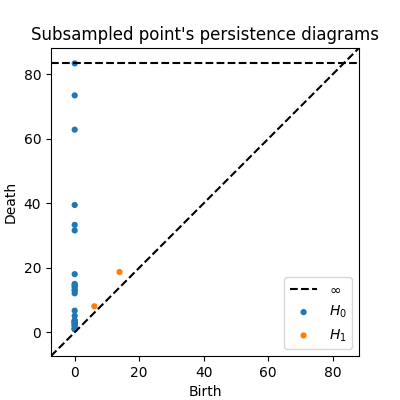 Subsampled point's persistence diagrams
80
60
40
20
0
Death
∞
H₀
H₁
0 20 40 60 80
Birth